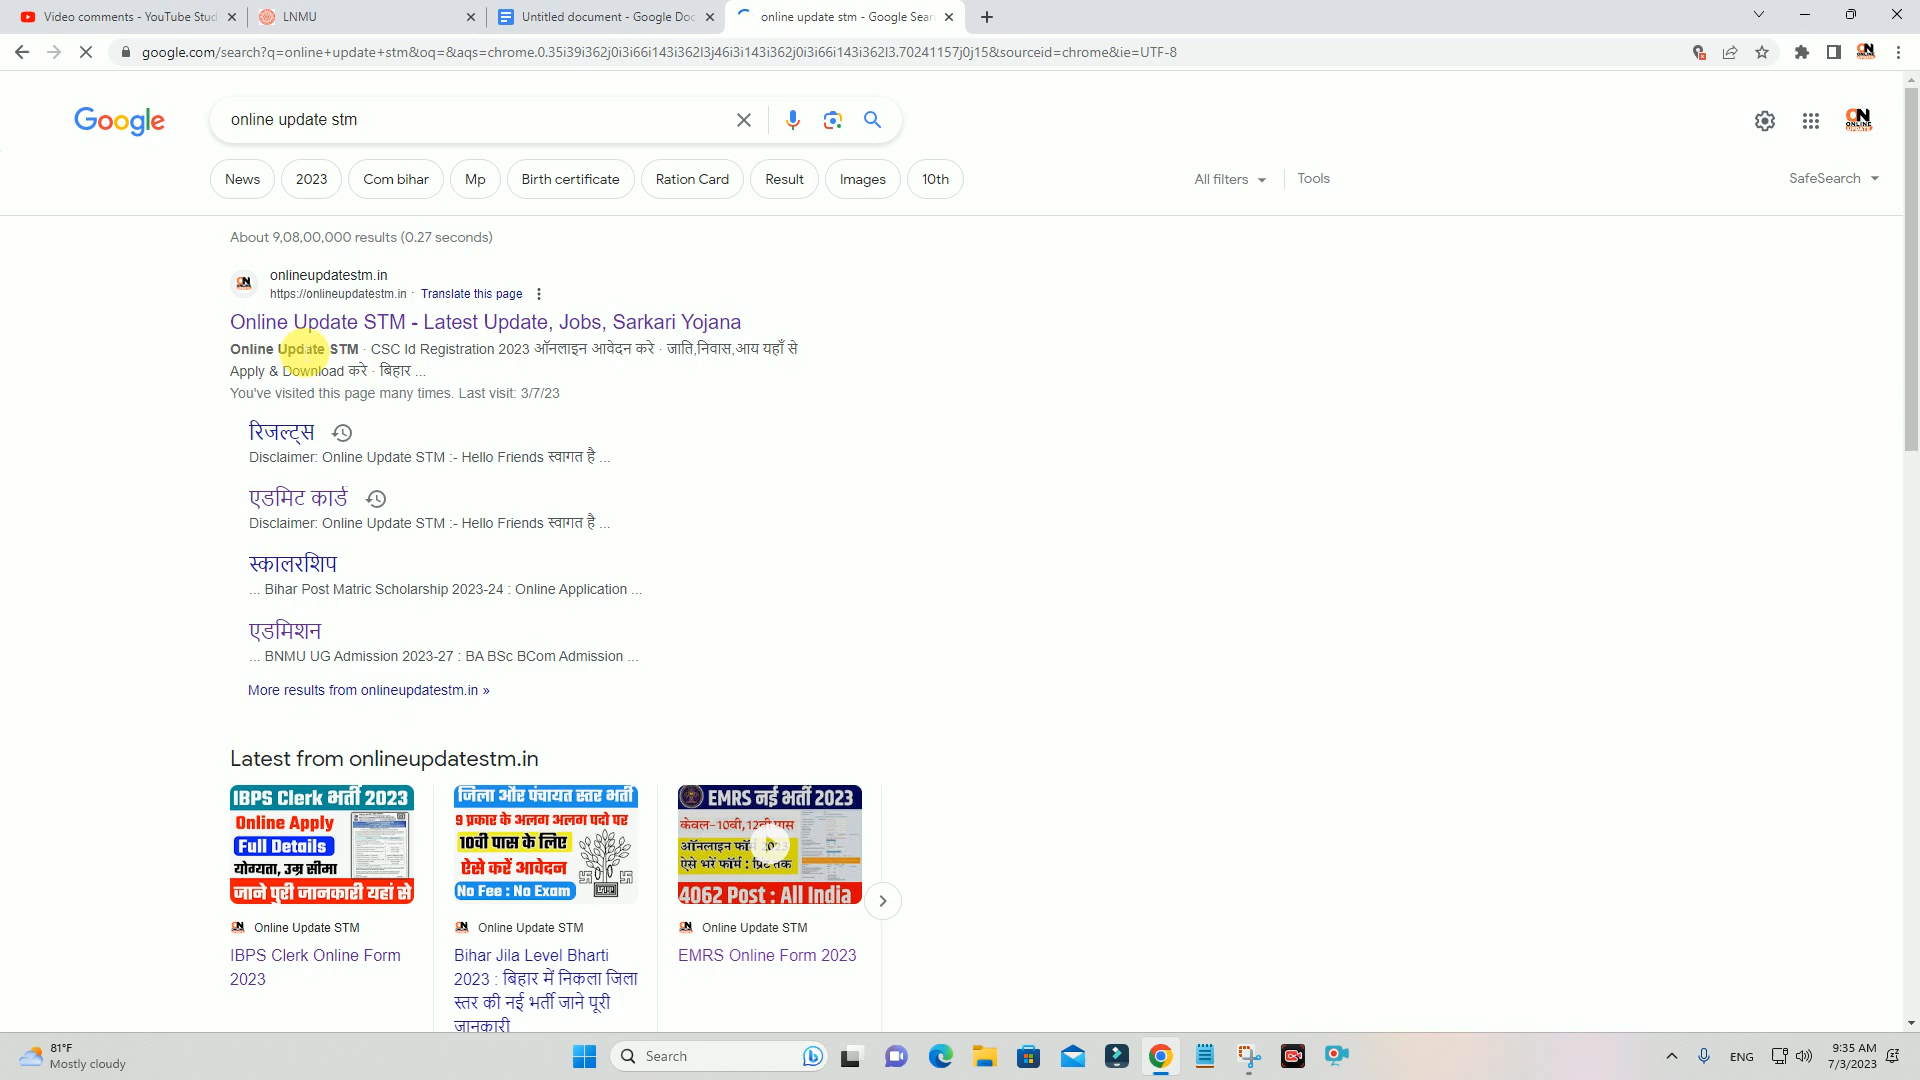 Video comments - YouTube Stud
LNMU
Untitled document - Google Doc
online update stm - Google Sear
google.com/search?q=online+update+stm&oq=&aqs=chrome.0.35i39i362j0i3i66i143i362l3j46i3i143i362j0i3i66i143i362l3.70241157j0j15&sourceid=chrome&ie=UTF-8
Google
online update stm
News
2023
Com bihar
Mp
Birth certificate
Ration Card
Result
Images
10th
All filters
Tools
SafeSearch
About 9,08,00,000 results (0.27 seconds)
onlineupdatestm.in
https://onlineupdatestm.in · Translate this page
Online Update STM - Latest Update, Jobs, Sarkari Yojana
Online Update STM · CSC Id Registration 2023 ऑनलाइन आवेदन करे · जाति,निवास,आय यहाँ से
Apply & Download करे · बिहार ...
You've visited this page many times. Last visit: 3/7/23
रिजल्ट्स
Disclaimer: Online Update STM :- Hello Friends स्वागत है ...
एडमिट कार्ड
Disclaimer: Online Update STM :- Hello Friends स्वागत है ...
स्कालरशिप
... Bihar Post Matric Scholarship 2023-24 : Online Application ...
एडमिशन
... BNMU UG Admission 2023-27 : BA BSc BCom Admission ...
More results from onlineupdatestm.in »
Latest from onlineupdatestm.in
IBPS Clerk भर्ती 2023
Online Apply
Full Details
योग्यता, उम्र सीमा
जाने पूरी जानकारी यहां से
Online Update STM
IBPS Clerk Online Form
2023
जिला और पंचायत स्तर भर्ती
9 प्रकार के अलग अलग पदो पर
10वी पास के लिए
ऐसे करें आवेदन
No Fee : No Exam
Online Update STM
Bihar Jila Level Bharti
2023 : बिहार में निकला जिला
स्तर की नई भर्ती जाने पूरी
जानकारी
EMRS नई भर्ती 2023
केवल-10वी,12वी पास
ऑनलाइन फॉर्म 2023
ऐसे भरें फॉर्म : प्रिंट तक
4062 Post : All India
Online Update STM
EMRS Online Form 2023
81°F
Mostly cloudy
Search
ENG
9:35 AM
7/3/2023